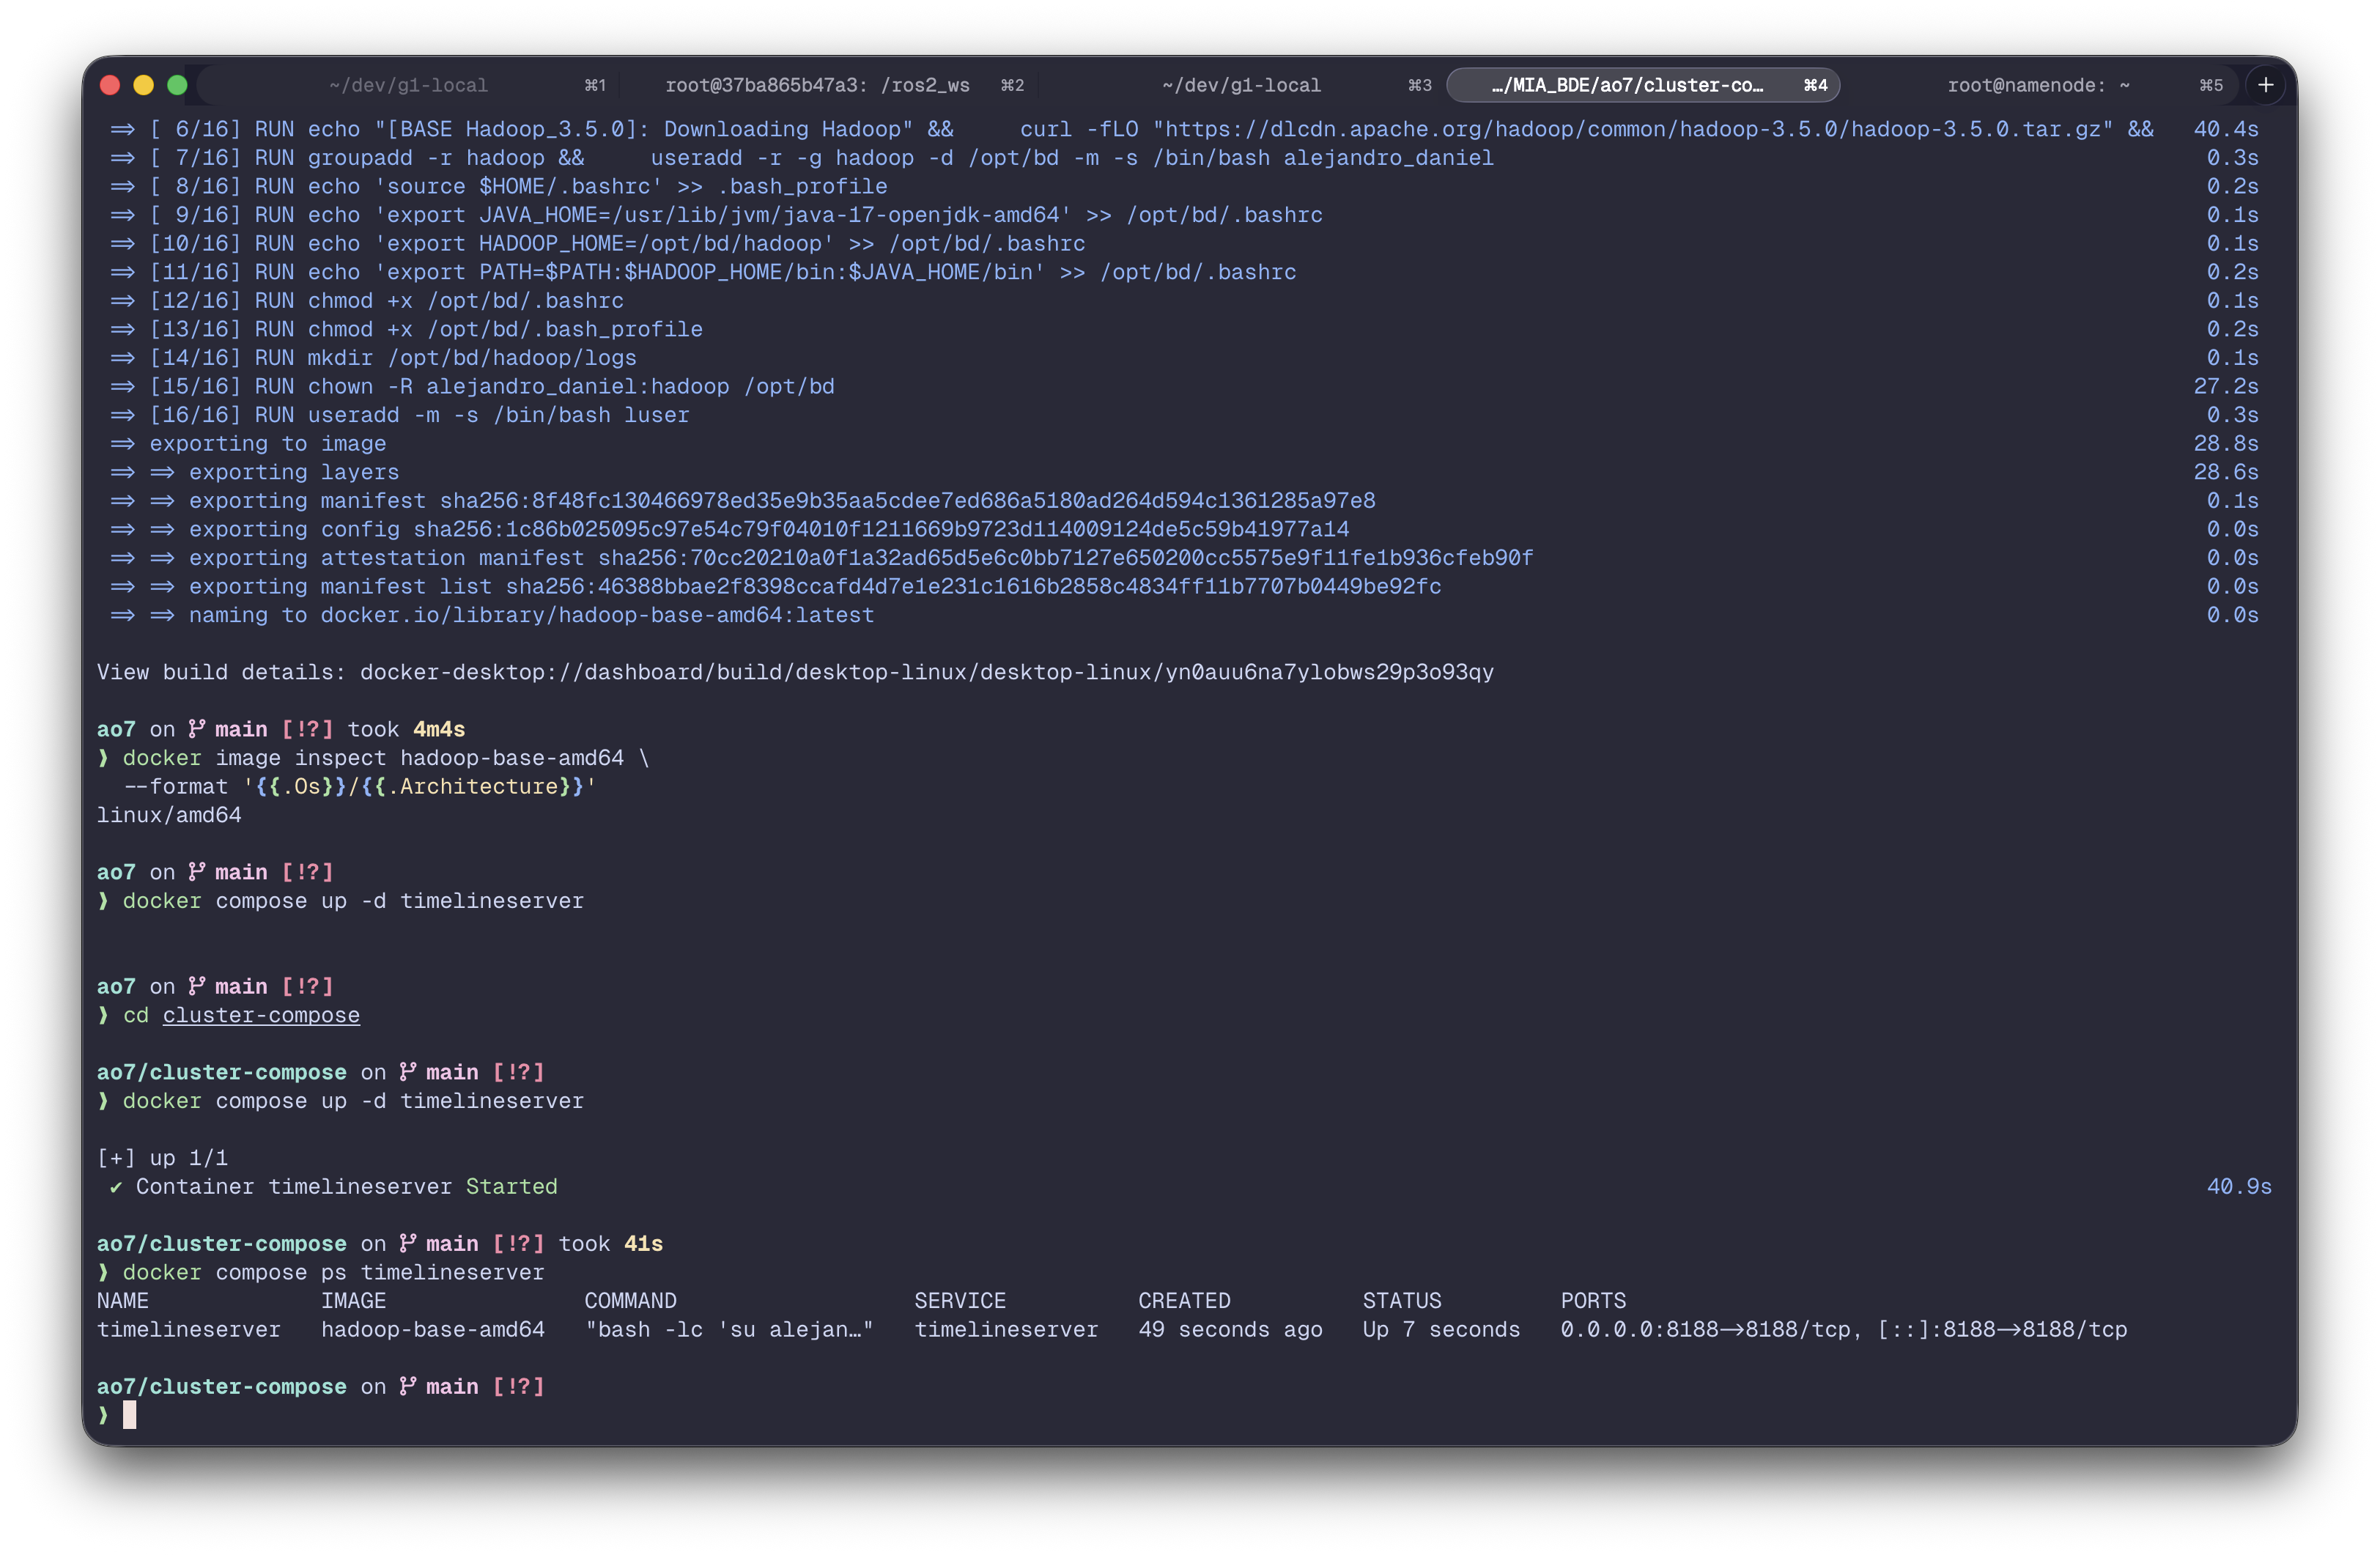 ~/dev/g1-local ⌘1 root@37ba865b47a3: /ros2_ws ⌘2 ~/dev/g1-local ⌘3 …/MIA_BDE/ao7/cluster-co… ⌘4 root@namenode: ~ ⌘5 +
=> [ 6/16] RUN echo "[BASE Hadoop_3.5.0]: Downloading Hadoop" &&     curl -fLO "https://dlcdn.apache.org/hadoop/common/hadoop-3.5.0/hadoop-3.5.0.tar.gz" && 40.4s
=> [ 7/16] RUN groupadd -r hadoop &&     useradd -r -g hadoop -d /opt/bd -m -s /bin/bash alejandro_daniel 0.3s
=> [ 8/16] RUN echo 'source $HOME/.bashrc' >> .bash_profile 0.2s
=> [ 9/16] RUN echo 'export JAVA_HOME=/usr/lib/jvm/java-17-openjdk-amd64' >> /opt/bd/.bashrc 0.1s
=> [10/16] RUN echo 'export HADOOP_HOME=/opt/bd/hadoop' >> /opt/bd/.bashrc 0.1s
=> [11/16] RUN echo 'export PATH=$PATH:$HADOOP_HOME/bin:$JAVA_HOME/bin' >> /opt/bd/.bashrc 0.2s
=> [12/16] RUN chmod +x /opt/bd/.bashrc 0.1s
=> [13/16] RUN chmod +x /opt/bd/.bash_profile 0.2s
=> [14/16] RUN mkdir /opt/bd/hadoop/logs 0.1s
=> [15/16] RUN chown -R alejandro_daniel:hadoop /opt/bd 27.2s
=> [16/16] RUN useradd -m -s /bin/bash luser 0.3s
=> exporting to image 28.8s
=> => exporting layers 28.6s
=> => exporting manifest sha256:8f48fc130466978ed35e9b35aa5cdee7ed686a5180ad264d594c1361285a97e8 0.1s
=> => exporting config sha256:1c86b025095c97e54c79f04010f1211669b9723d114009124de5c59b41977a14 0.0s
=> => exporting attestation manifest sha256:70cc20210a0f1a32ad65d5e6c0bb7127e650200cc5575e9f11fe1b936cfeb90f 0.0s
=> => exporting manifest list sha256:46388bbae2f8398ccafd4d7e1e231c1616b2858c4834ff11b7707b0449be92fc 0.0s
=> => naming to docker.io/library/hadoop-base-amd64:latest 0.0s
View build details: docker-desktop://dashboard/build/desktop-linux/desktop-linux/yn0auu6na7ylobws29p3o93qy
ao7 on main [!?] took 4m4s
❱ docker image inspect hadoop-base-amd64 \
--format '{{.Os}}/{{.Architecture}}'
linux/amd64
ao7 on main [!?]
❱ docker compose up -d timelineserver
ao7 on main [!?]
❱ cd cluster-compose
ao7/cluster-compose on main [!?]
❱ docker compose up -d timelineserver
[+] up 1/1
✔ Container timelineserver Started 40.9s
ao7/cluster-compose on main [!?] took 41s
❱ docker compose ps timelineserver
NAME IMAGE COMMAND SERVICE CREATED STATUS PORTS
timelineserver hadoop-base-amd64 "bash -lc 'su alejan…" timelineserver 49 seconds ago Up 7 seconds 0.0.0.0:8188->8188/tcp, [::]:8188->8188/tcp
ao7/cluster-compose on main [!?]
❱